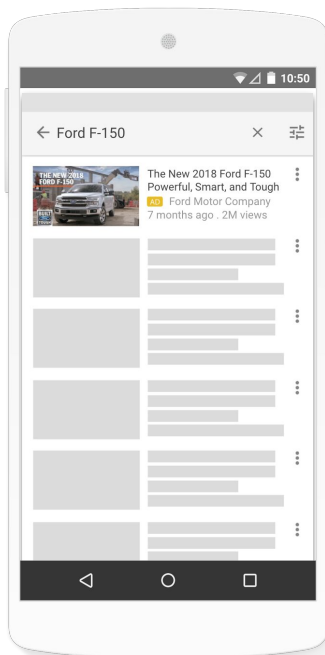 10:50
Ford F-150
THE NEW 2018
FORD F-150
BUILT
The New 2018 Ford F-150
Powerful, Smart, and Tough
AD Ford Motor Company
7 months ago . 2M views